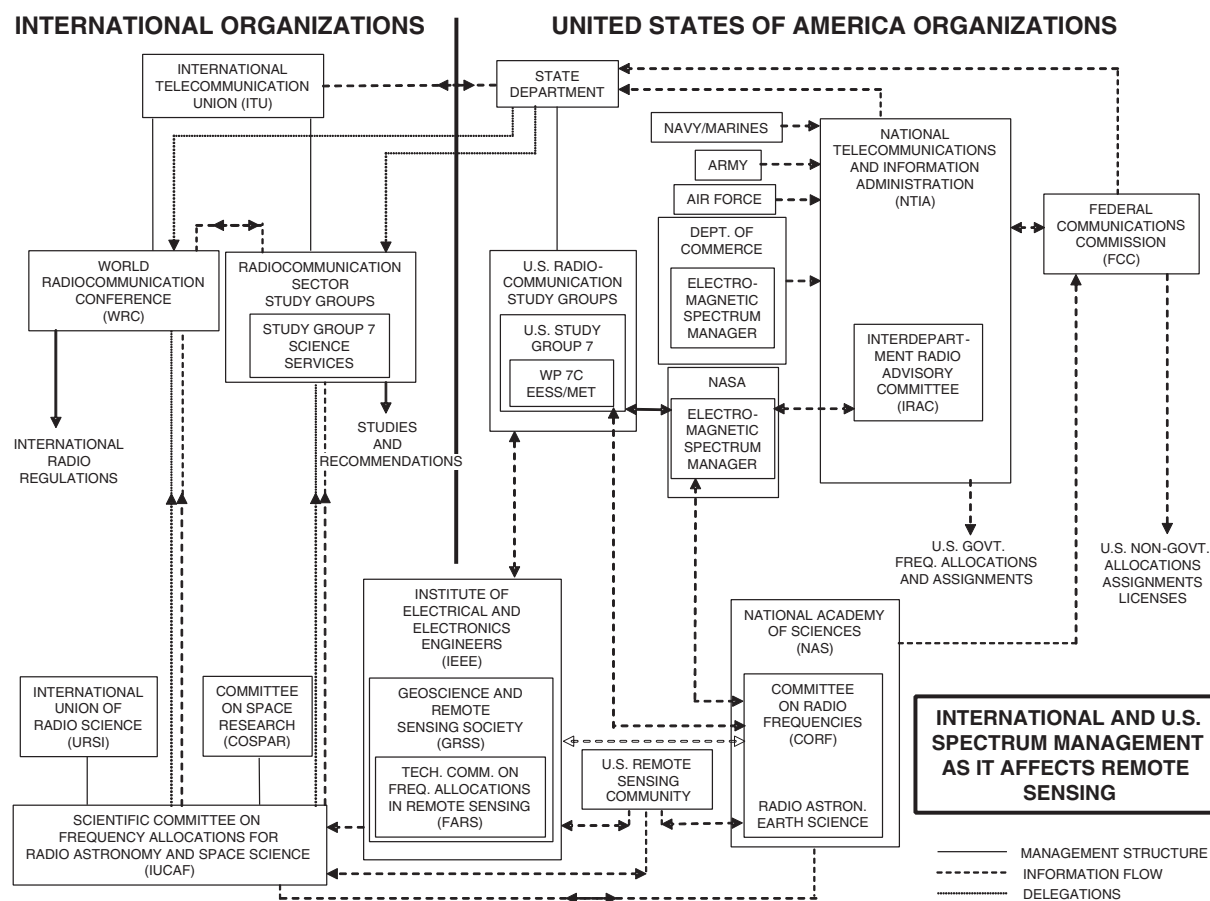 INTERNATIONAL ORGANIZATIONS
UNITED STATES OF AMERICA ORGANIZATIONS
INTERNATIONAL
TELECOMMUNICATION
UNION (ITU)
STATE
DEPARTMENT
NAVY/MARINES
ARMY
AIR FORCE
NATIONAL
TELECOMMUNICATIONS
AND INFORMATION
ADMINISTRATION
(NTIA)
FEDERAL
COMMUNICATIONS
COMMISSION
(FCC)
DEPT. OF
COMMERCE
ELECTRO-
MAGNETIC
SPECTRUM
MANAGER
WORLD
RADIOCOMMUNICATION
CONFERENCE
(WRC)
RADIOCOMMUNICATION
SECTOR
STUDY GROUPS
STUDY GROUP 7
SCIENCE
SERVICES
U.S. RADIO-
COMMUNICATION
STUDY GROUPS
U.S. STUDY
GROUP 7
WP 7C
EESS/MET
INTERDEPART-
MENT RADIO
ADVISORY
COMMITTEE
(IRAC)
NASA
ELECTRO-
MAGNETIC
SPECTRUM
MANAGER
INTERNATIONAL
RADIO
REGULATIONS
STUDIES
AND
RECOMMENDATIONS
U.S. GOVT.
FREQ. ALLOCATIONS
AND ASSIGNMENTS
U.S. NON-GOVT.
ALLOCATIONS
ASSIGNMENTS
LICENSES
INSTITUTE OF
ELECTRICAL AND
ELECTRONICS
ENGINEERS
(IEEE)
GEOSCIENCE AND
REMOTE
SENSING SOCIETY
(GRSS)
TECH. COMM. ON
FREQ. ALLOCATIONS
IN REMOTE SENSING
(FARS)
NATIONAL ACADEMY
OF SCIENCES
(NAS)
COMMITTEE
ON RADIO
FREQUENCIES
(CORF)
RADIO ASTRON.
EARTH SCIENCE
U.S. REMOTE
SENSING
COMMUNITY
INTERNATIONAL
UNION OF
RADIO SCIENCE
(URSI)
COMMITTEE
ON SPACE
RESEARCH
(COSPAR)
SCIENTIFIC COMMITTEE ON
FREQUENCY ALLOCATIONS FOR
RADIO ASTRONOMY AND SPACE SCIENCE
(IUCAF)
INTERNATIONAL AND U.S.
SPECTRUM MANAGEMENT
AS IT AFFECTS REMOTE
SENSING
MANAGEMENT STRUCTURE
INFORMATION FLOW
DELEGATIONS